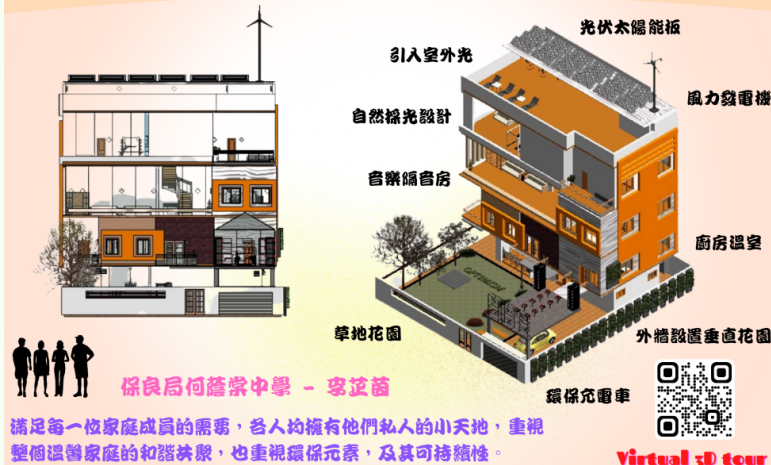 光伏太陽能板
引入室外光
風力發電機
自然採光設計
音樂隔音房
廚房溫室
OPTIMISM
草地花園
外牆設置垂直花園
環保充電車
保良局何蔭棠中學 - 李芷茵
滿足每一位家庭成員的需要，各人均擁有他們私人的小天地，重視
整個溫馨家庭的和諧共聚，也重視環保元素，及其可持續性。
Virtual 3D tour